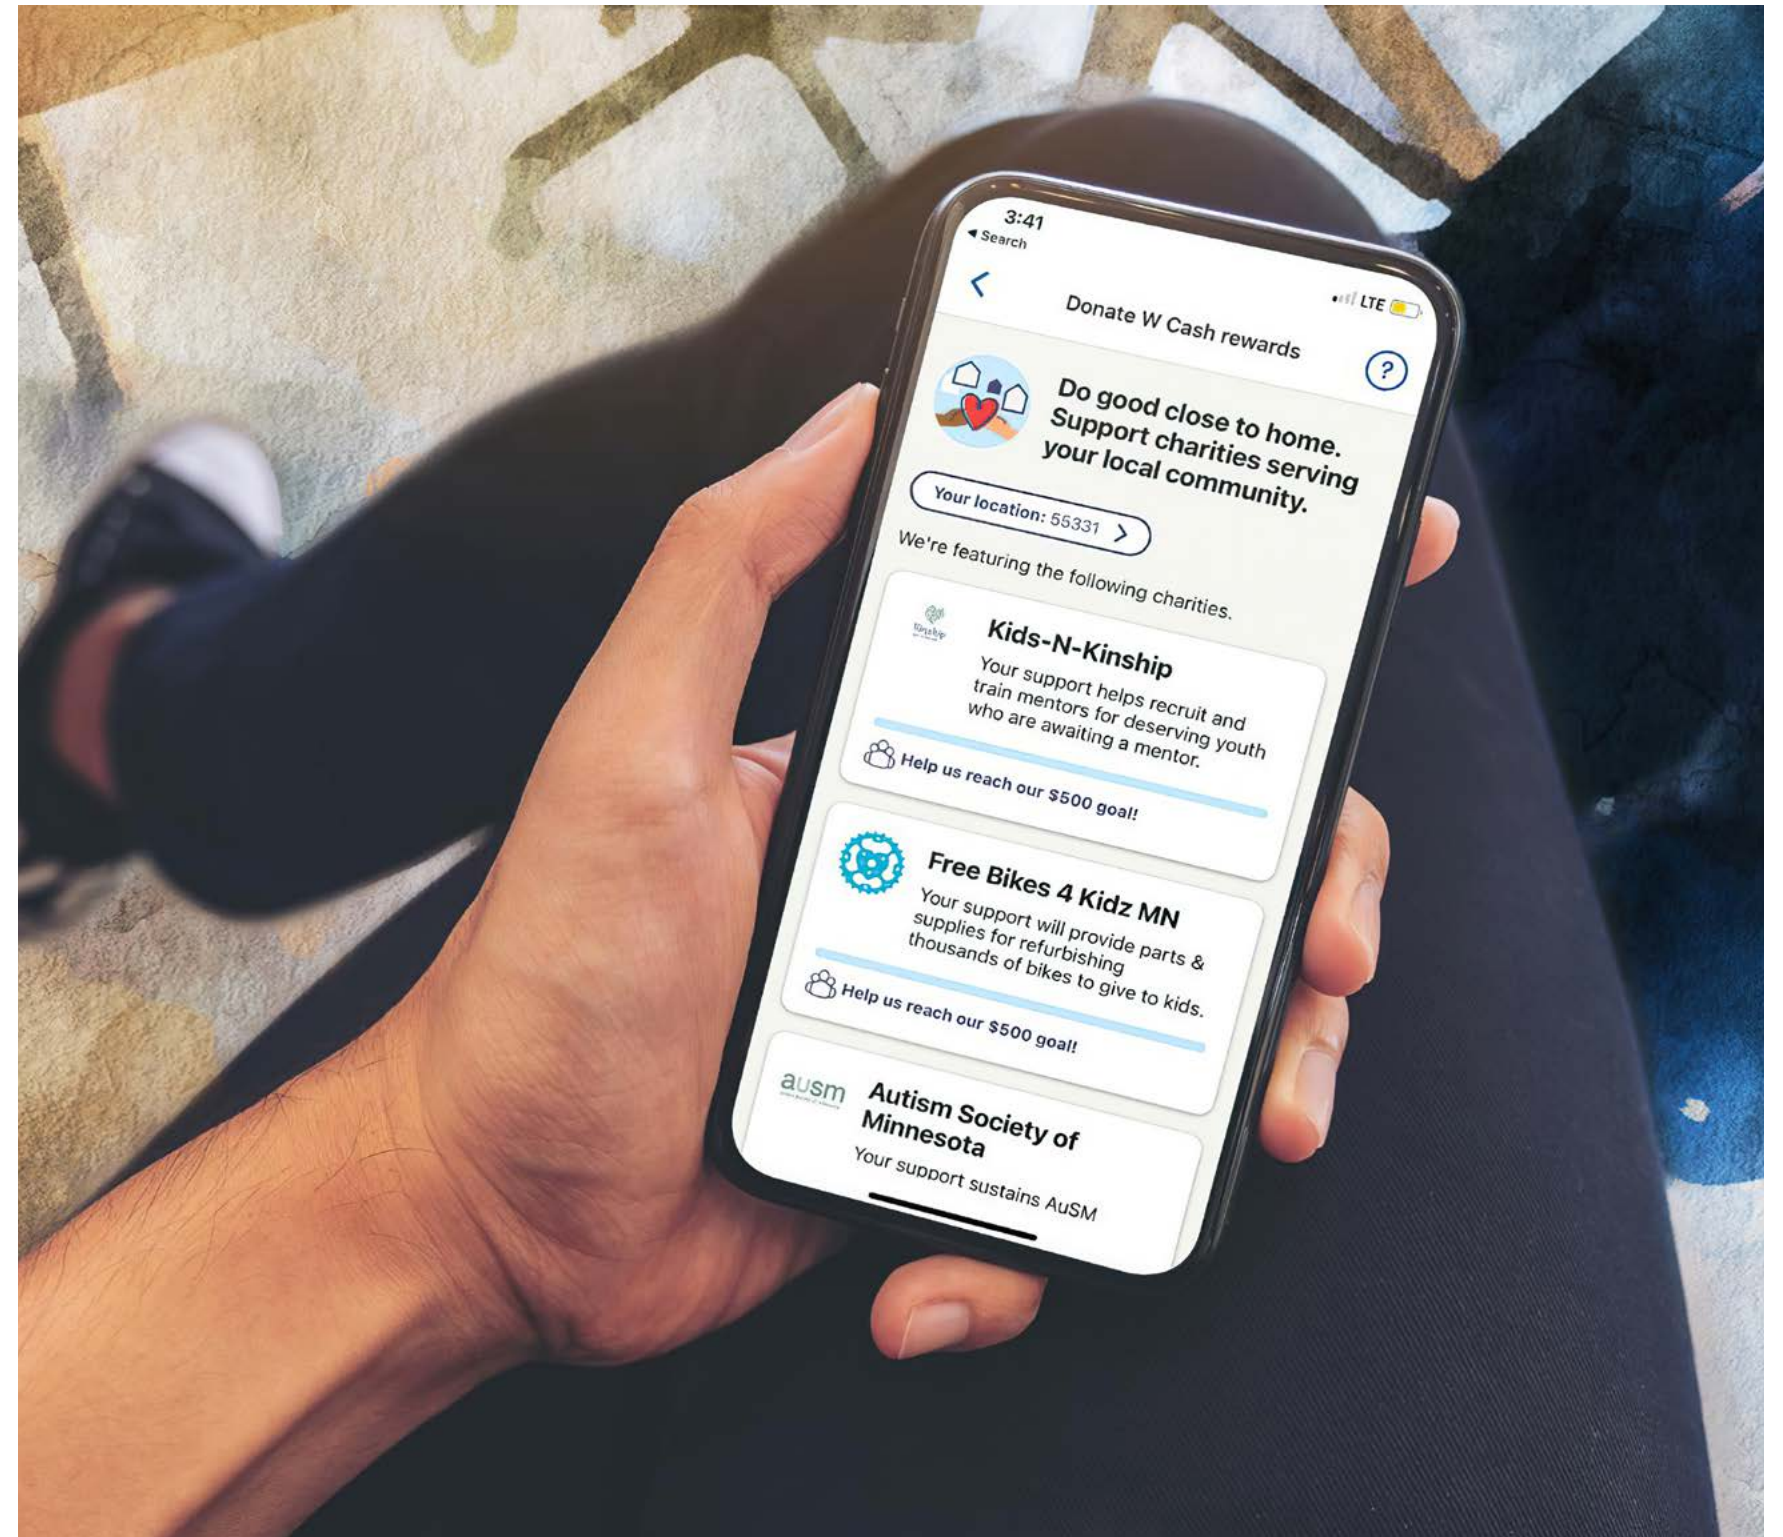 3:41
Search
LTE
Donate W Cash rewards
?
Do good close to home.
Support charities serving
your local community.
Your location: 55331
We're featuring the following charities.
Kinship
Kids-N-Kinship
Your support helps recruit and
train mentors for deserving youth
who are awaiting a mentor.
Help us reach our $500 goal!
Free Bikes 4 Kidz MN
Your support will provide parts &
supplies for refurbishing
thousands of bikes to give to kids.
Help us reach our $500 goal!
ausm
Autism Society of
Minnesota
Your support sustains AuSM